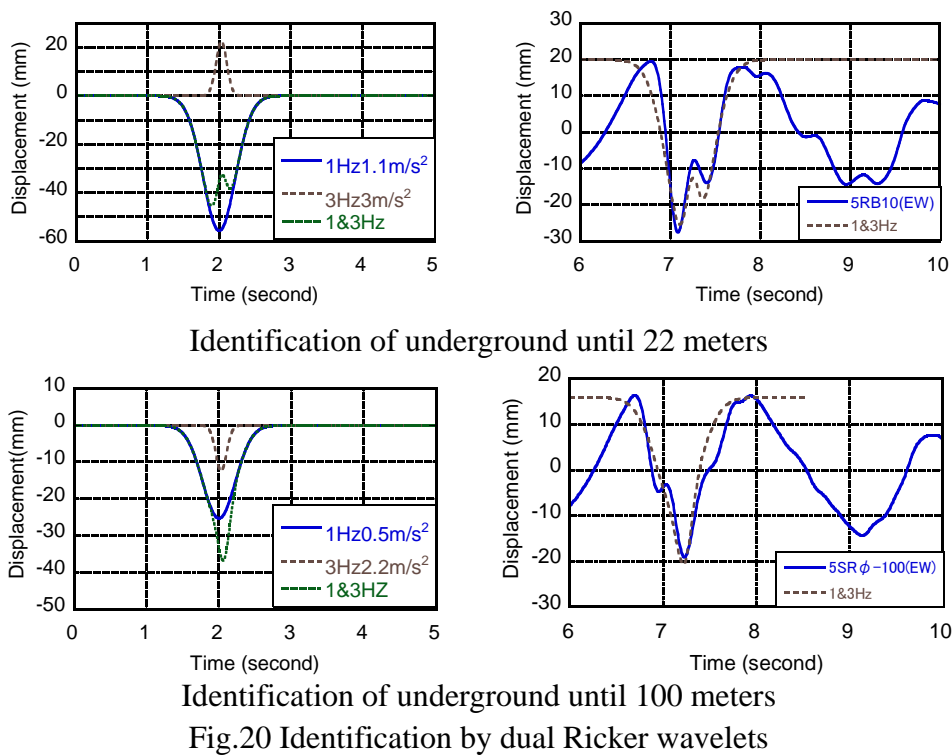 20
0
-20
-40
-60
Displacement (mm)
1Hz1.1m/s²
3Hz3m/s²
1&3Hz
0 1 2 3 4 5
Time (second)
30
20
10
0
-10
-20
-30
Displacement (mm)
5RB10(EW)
1&3Hz
6 7 8 9 10
Time (second)
Identification of underground until 22 meters
10
0
-10
-20
-30
-40
-50
Displacement(mm)
1Hz0.5m/s²
3Hz2.2m/s²
1&3HZ
0 1 2 3 4 5
Time (second)
20
10
0
-10
-20
-30
Displacement (mm)
5SRφ-100(EW)
1&3Hz
6 7 8 9 10
Time (second)
Identification of underground until 100 meters
Fig.20 Identification by dual Ricker wavelets